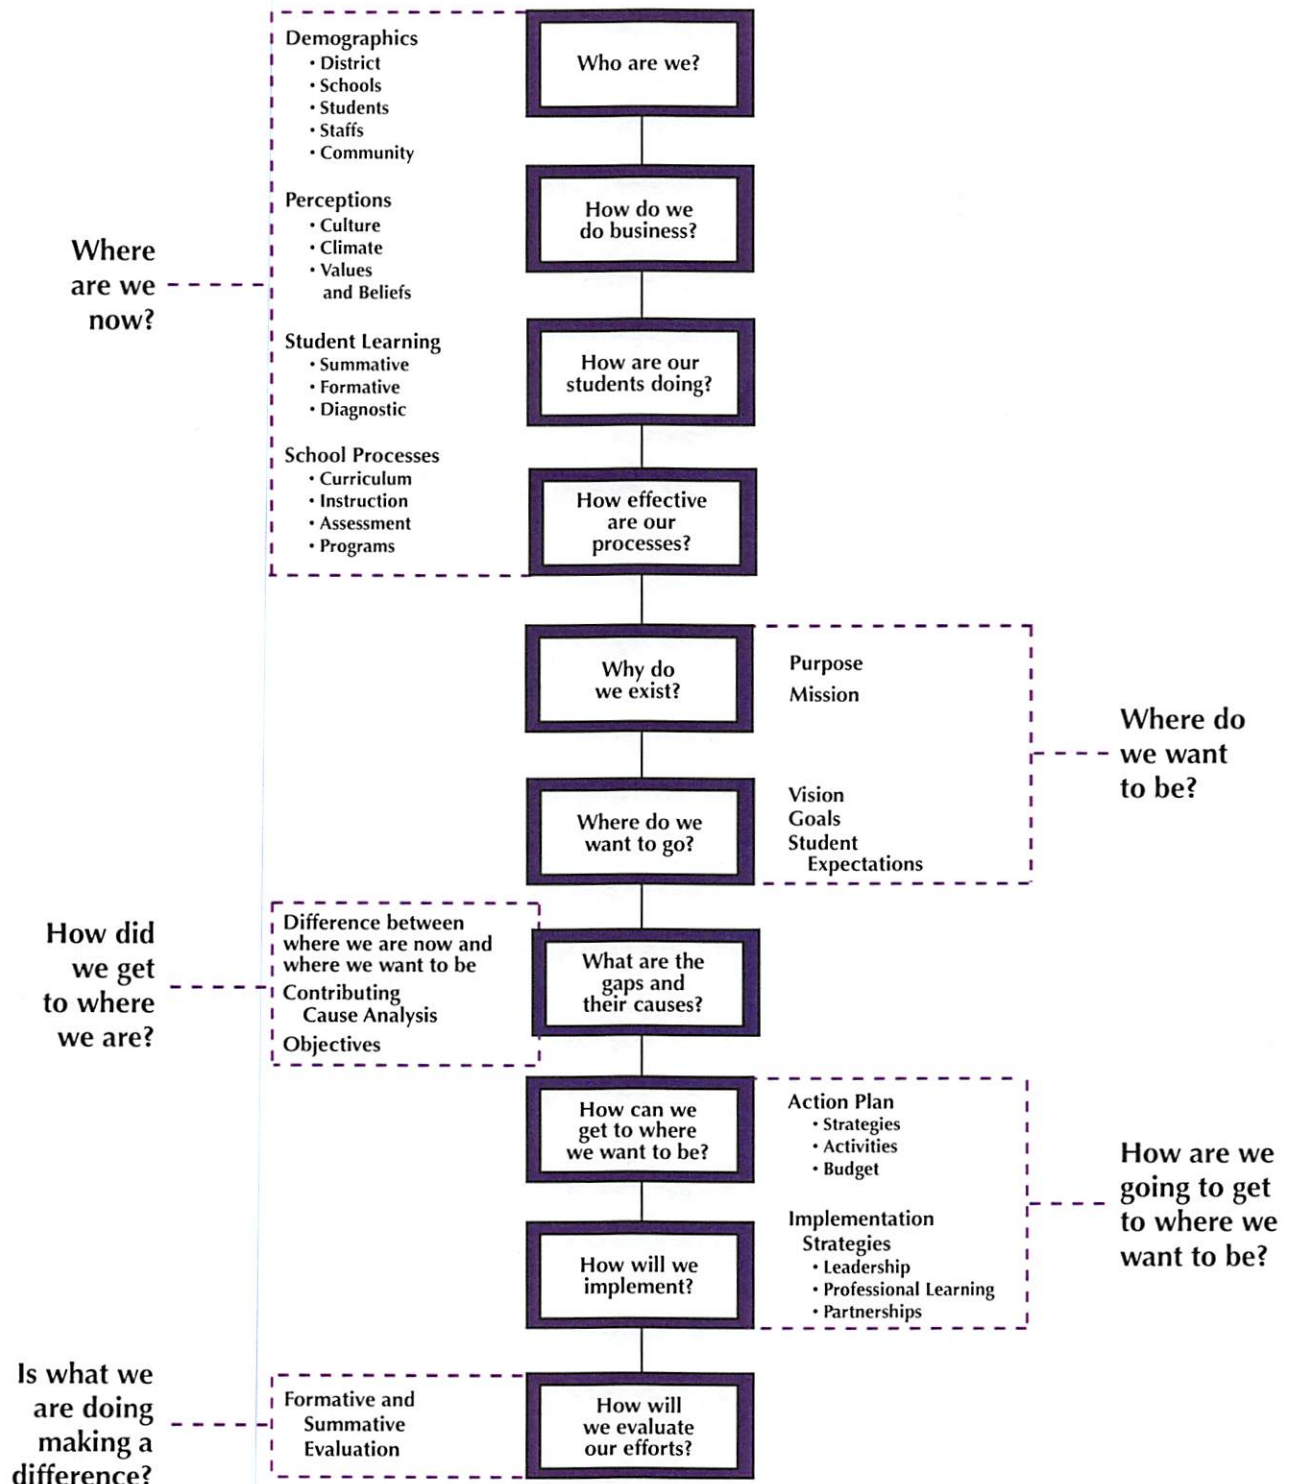 Demographics
• District
• Schools
• Students
• Staffs
• Community
Who are we?
Perceptions
• Culture
• Climate
• Values
and Beliefs
How do we
do business?
Where
are we
now?
Student Learning
• Summative
• Formative
• Diagnostic
How are our
students doing?
School Processes
• Curriculum
• Instruction
• Assessment
• Programs
How effective
are our
processes?
Why do
we exist?
Purpose
Mission
Where do
we want
to be?
Where do we
want to go?
Vision
Goals
Student
Expectations
How did
we get
to where
we are?
Difference between
where we are now and
where we want to be
Contributing
Cause Analysis
Objectives
What are the
gaps and
their causes?
How can we
get to where
we want to be?
Action Plan
• Strategies
• Activities
• Budget
How are we
going to get
to where we
want to be?
How will we
implement?
Implementation
Strategies
• Leadership
• Professional Learning
• Partnerships
Is what we
are doing
making a
difference?
Formative and
Summative
Evaluation
How will
we evaluate
our efforts?